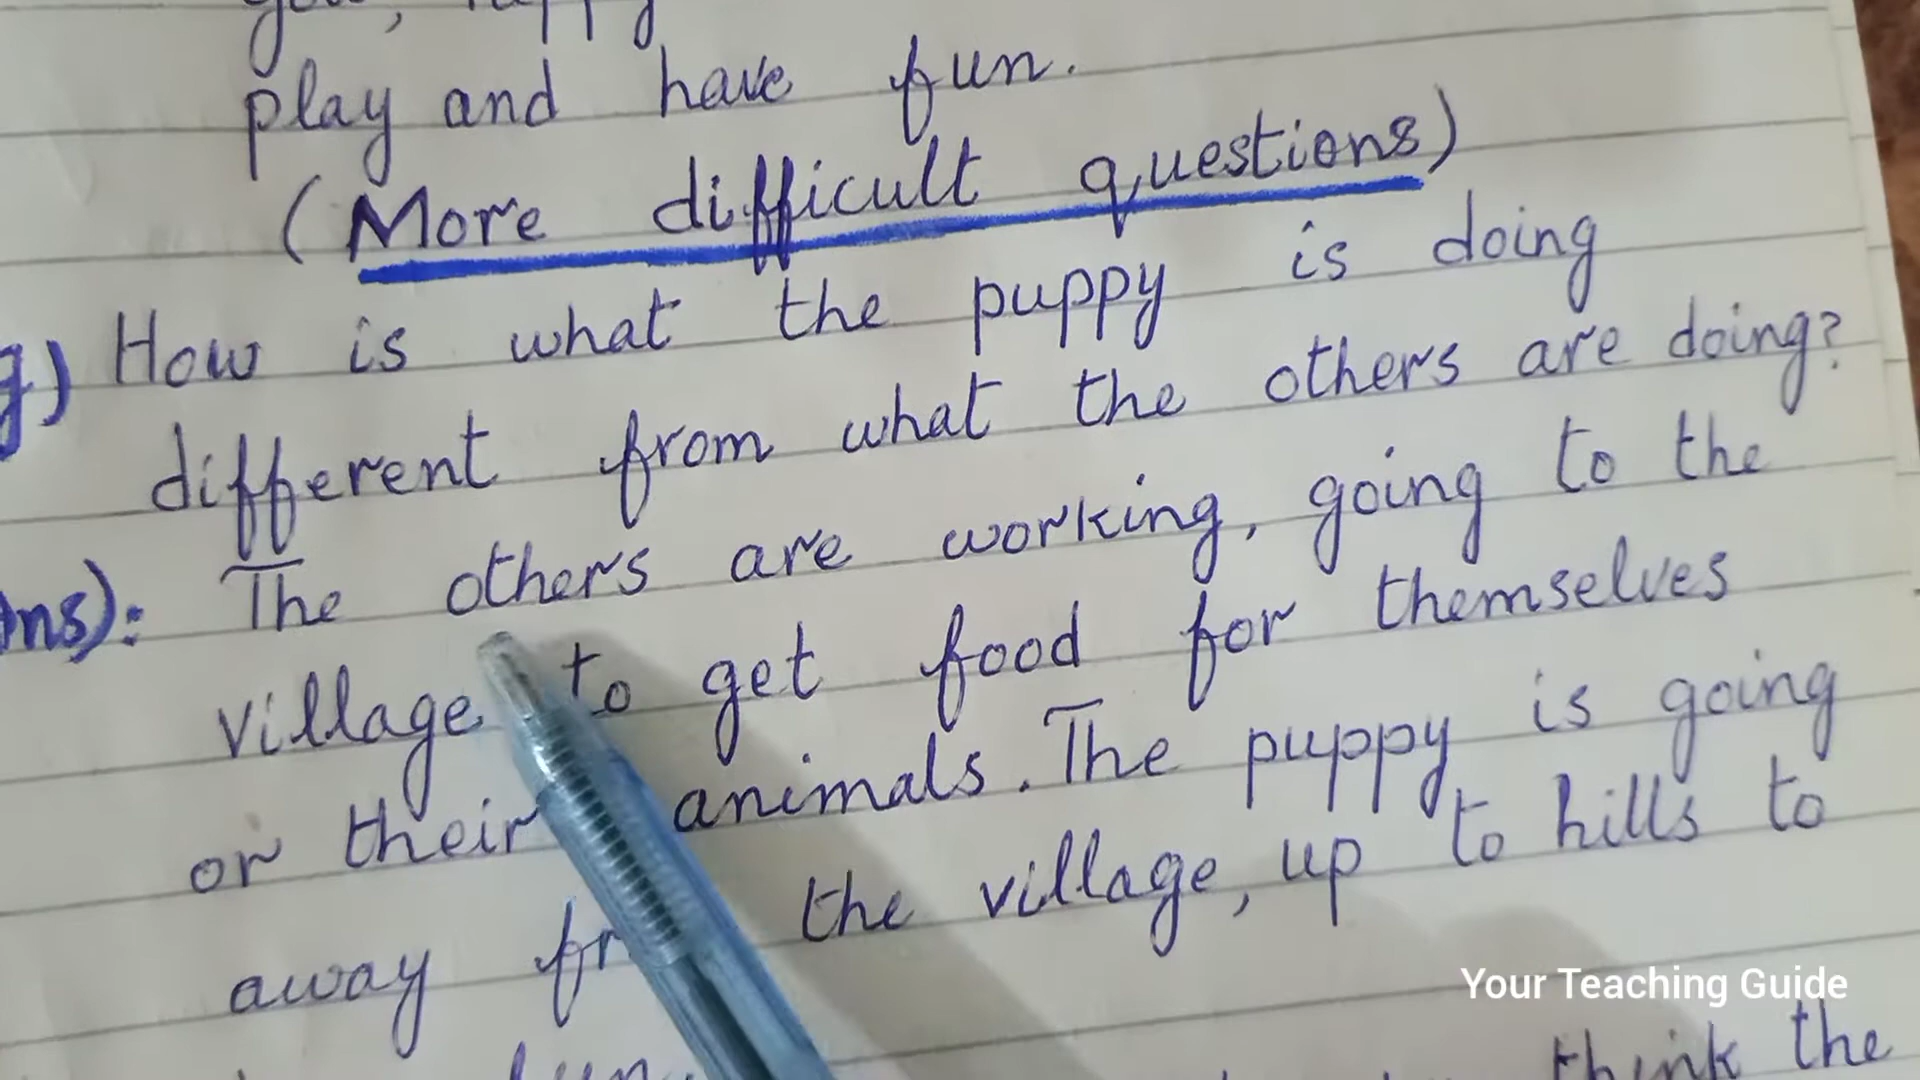 play and have fun.
(More difficult questions)
g) How is what the puppy is doing
different from what the others are doing?
Ans): The others are working, going to the
village to get food for themselves
or their animals. The puppy is going
away the village, up to hills to
think the
Your Teaching Guide